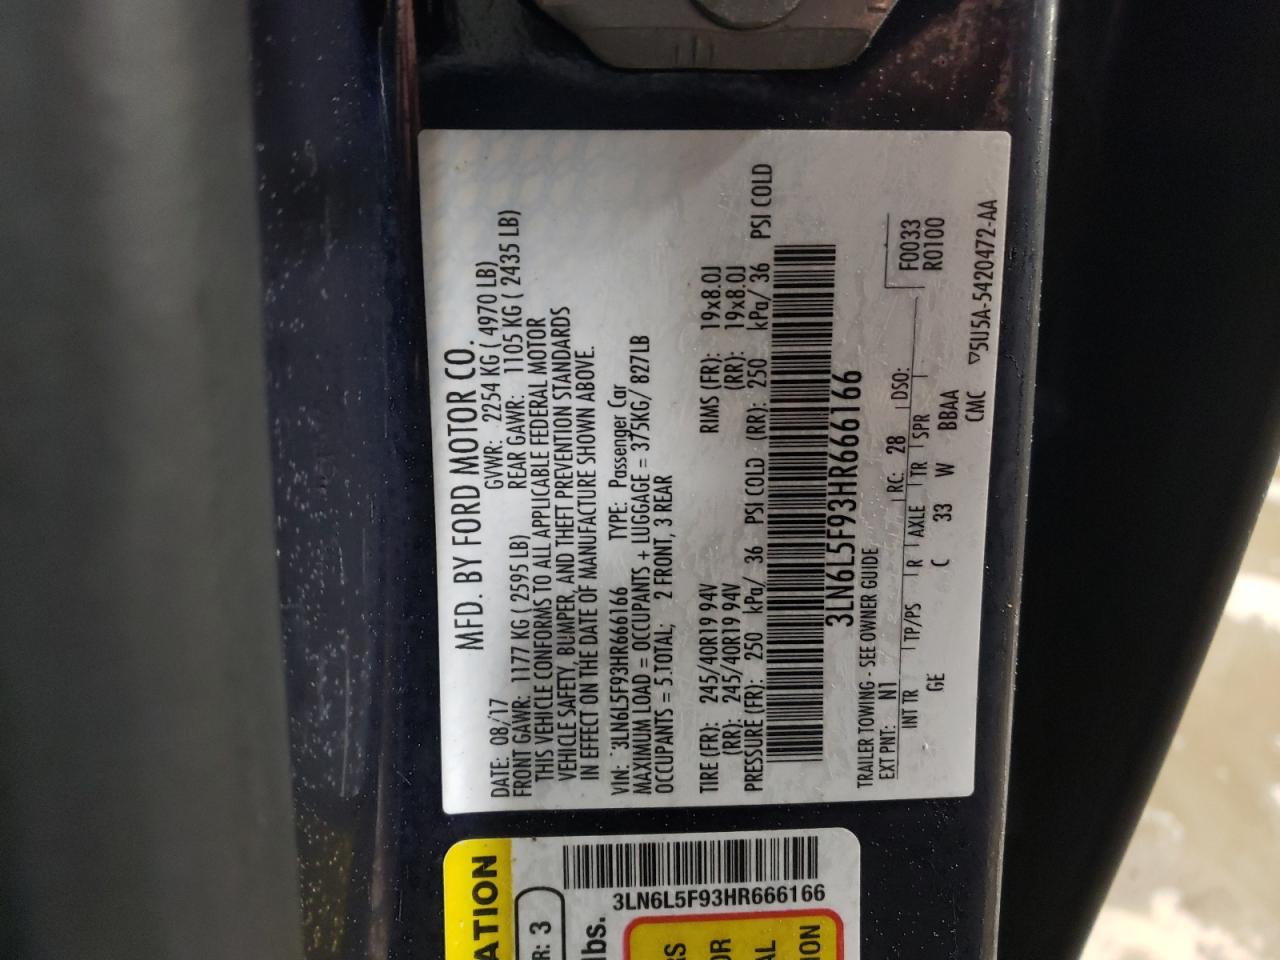 MFD. BY FORD MOTOR CO.
DATE: 08/17 GVWR: 2254 KG ( 4970 LB)
FRONT GAWR: 1177 KG ( 2595 LB) REAR GAWR: 1105 KG ( 2435 LB)
THIS VEHICLE CONFORMS TO ALL APPLICABLE FEDERAL MOTOR
VEHICLE SAFETY, BUMPER, AND THEFT PREVENTION STANDARDS
IN EFFECT ON THE DATE OF MANUFACTURE SHOWN ABOVE.
VIN: 3LN6L5F93HR666166 TYPE: Passenger Car
MAXIMUM LOAD = OCCUPANTS + LUGGAGE = 375KG/ 827LB
OCCUPANTS = 5 TOTAL; 2 FRONT, 3 REAR
TIRE (FR): 245/40R19 94V RIMS (FR): 19x8.0J
(RR): 245/40R19 94V (RR): 19x8.0J
PRESSURE (FR): 250 kPa/ 36 PSI COLD (RR): 250 kPa/ 36 PSI COLD
3LN6L5F93HR666166
TRAILER TOWING - SEE OWNER GUIDE
EXT PNT: N1 RC: 28 DSO: F0033
INT TR TP/PS R AXLE TR SPR R0100
GE C 33 W BBAA
CMC ▽5U5A-5420472-AA
ATION
R: 3
3LN6L5F93HR666166
lbs.
RS
OR
AL
ION